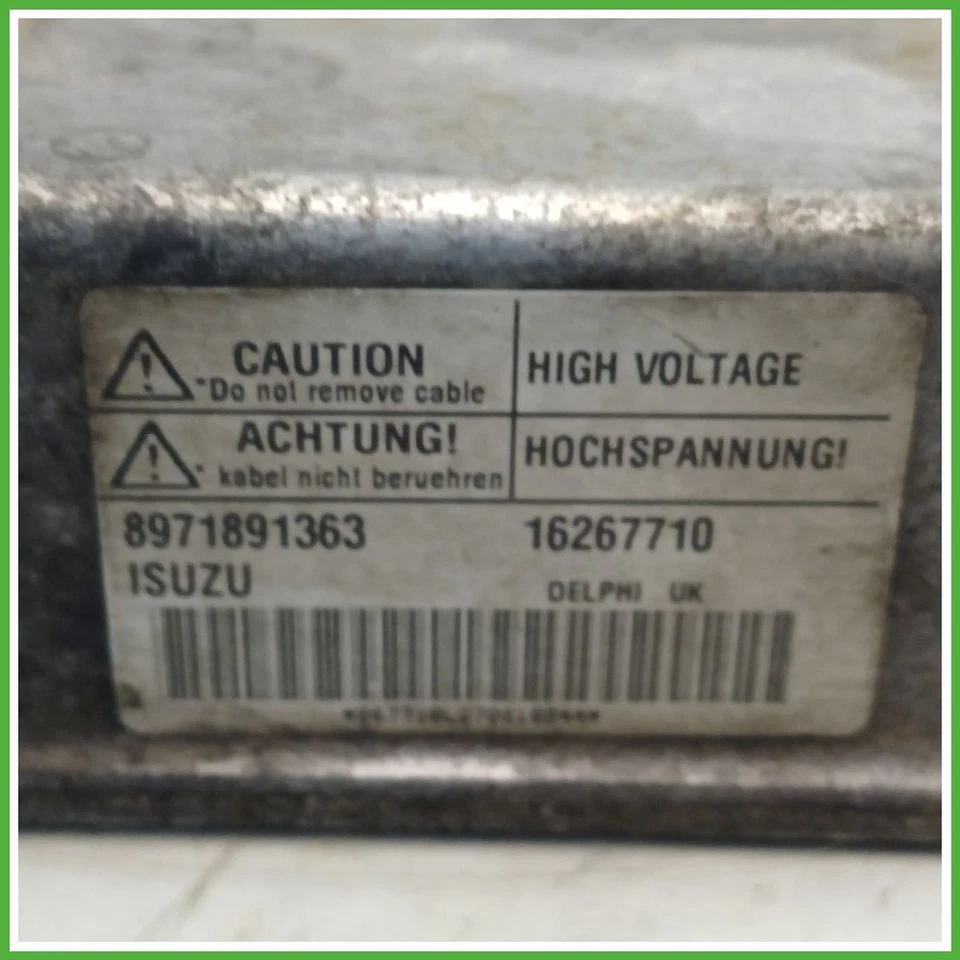 CAUTION HIGH VOLTAGE
Do not remove cable
ACHTUNG! HOCHSPANNUNG!
kabel nicht beruehren
8971891363 16267710
ISUZU DELPHI UK